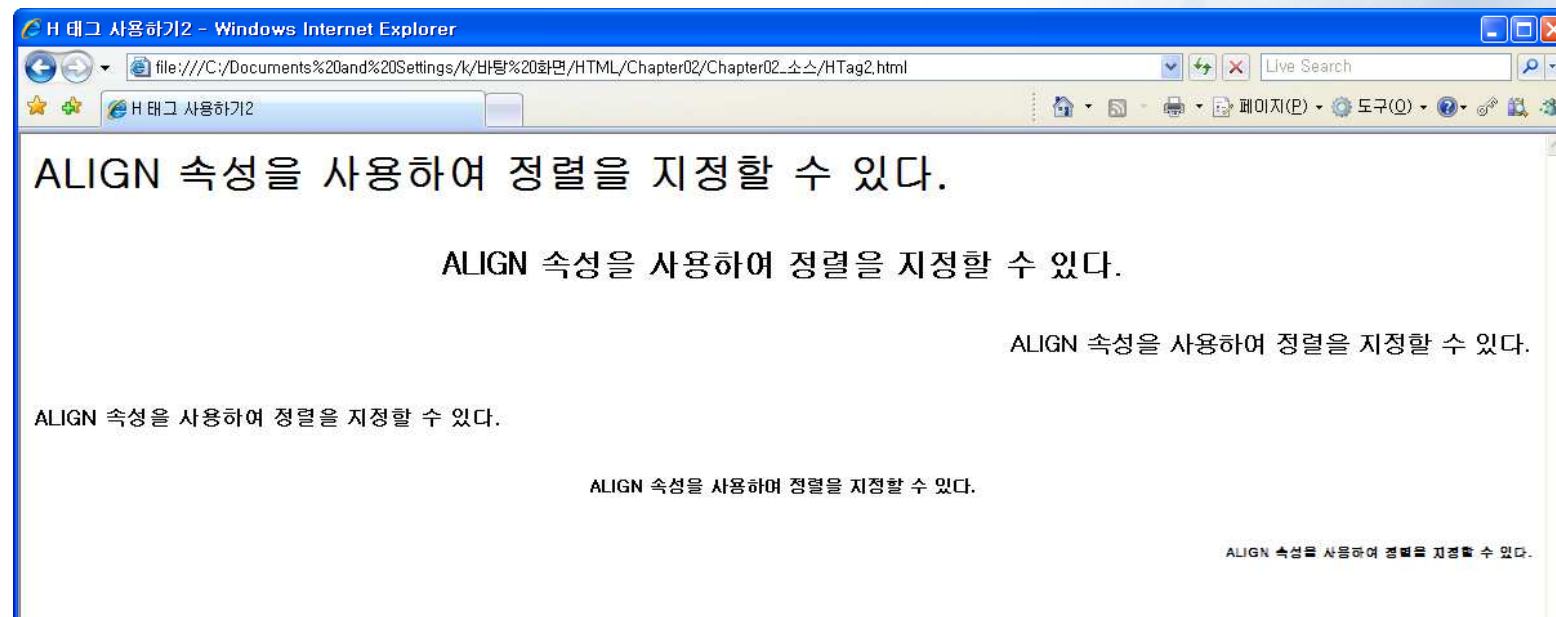 H 태그 사용하기2 - Windows Internet Explorer
file:///C:/Documents%20and%20Settings/k/바탕%20화면/HTML/Chapter02/Chapter02_소스/HTag2.html
Live Search
H 태그 사용하기2
페이지(P)
도구(O)
ALIGN 속성을 사용하여 정렬을 지정할 수 있다.
ALIGN 속성을 사용하여 정렬을 지정할 수 있다.
ALIGN 속성을 사용하여 정렬을 지정할 수 있다.
ALIGN 속성을 사용하여 정렬을 지정할 수 있다.
ALIGN 속성을 사용하여 정렬을 지정할 수 있다.
ALIGN 속성을 사용하여 정렬을 지정할 수 있다.